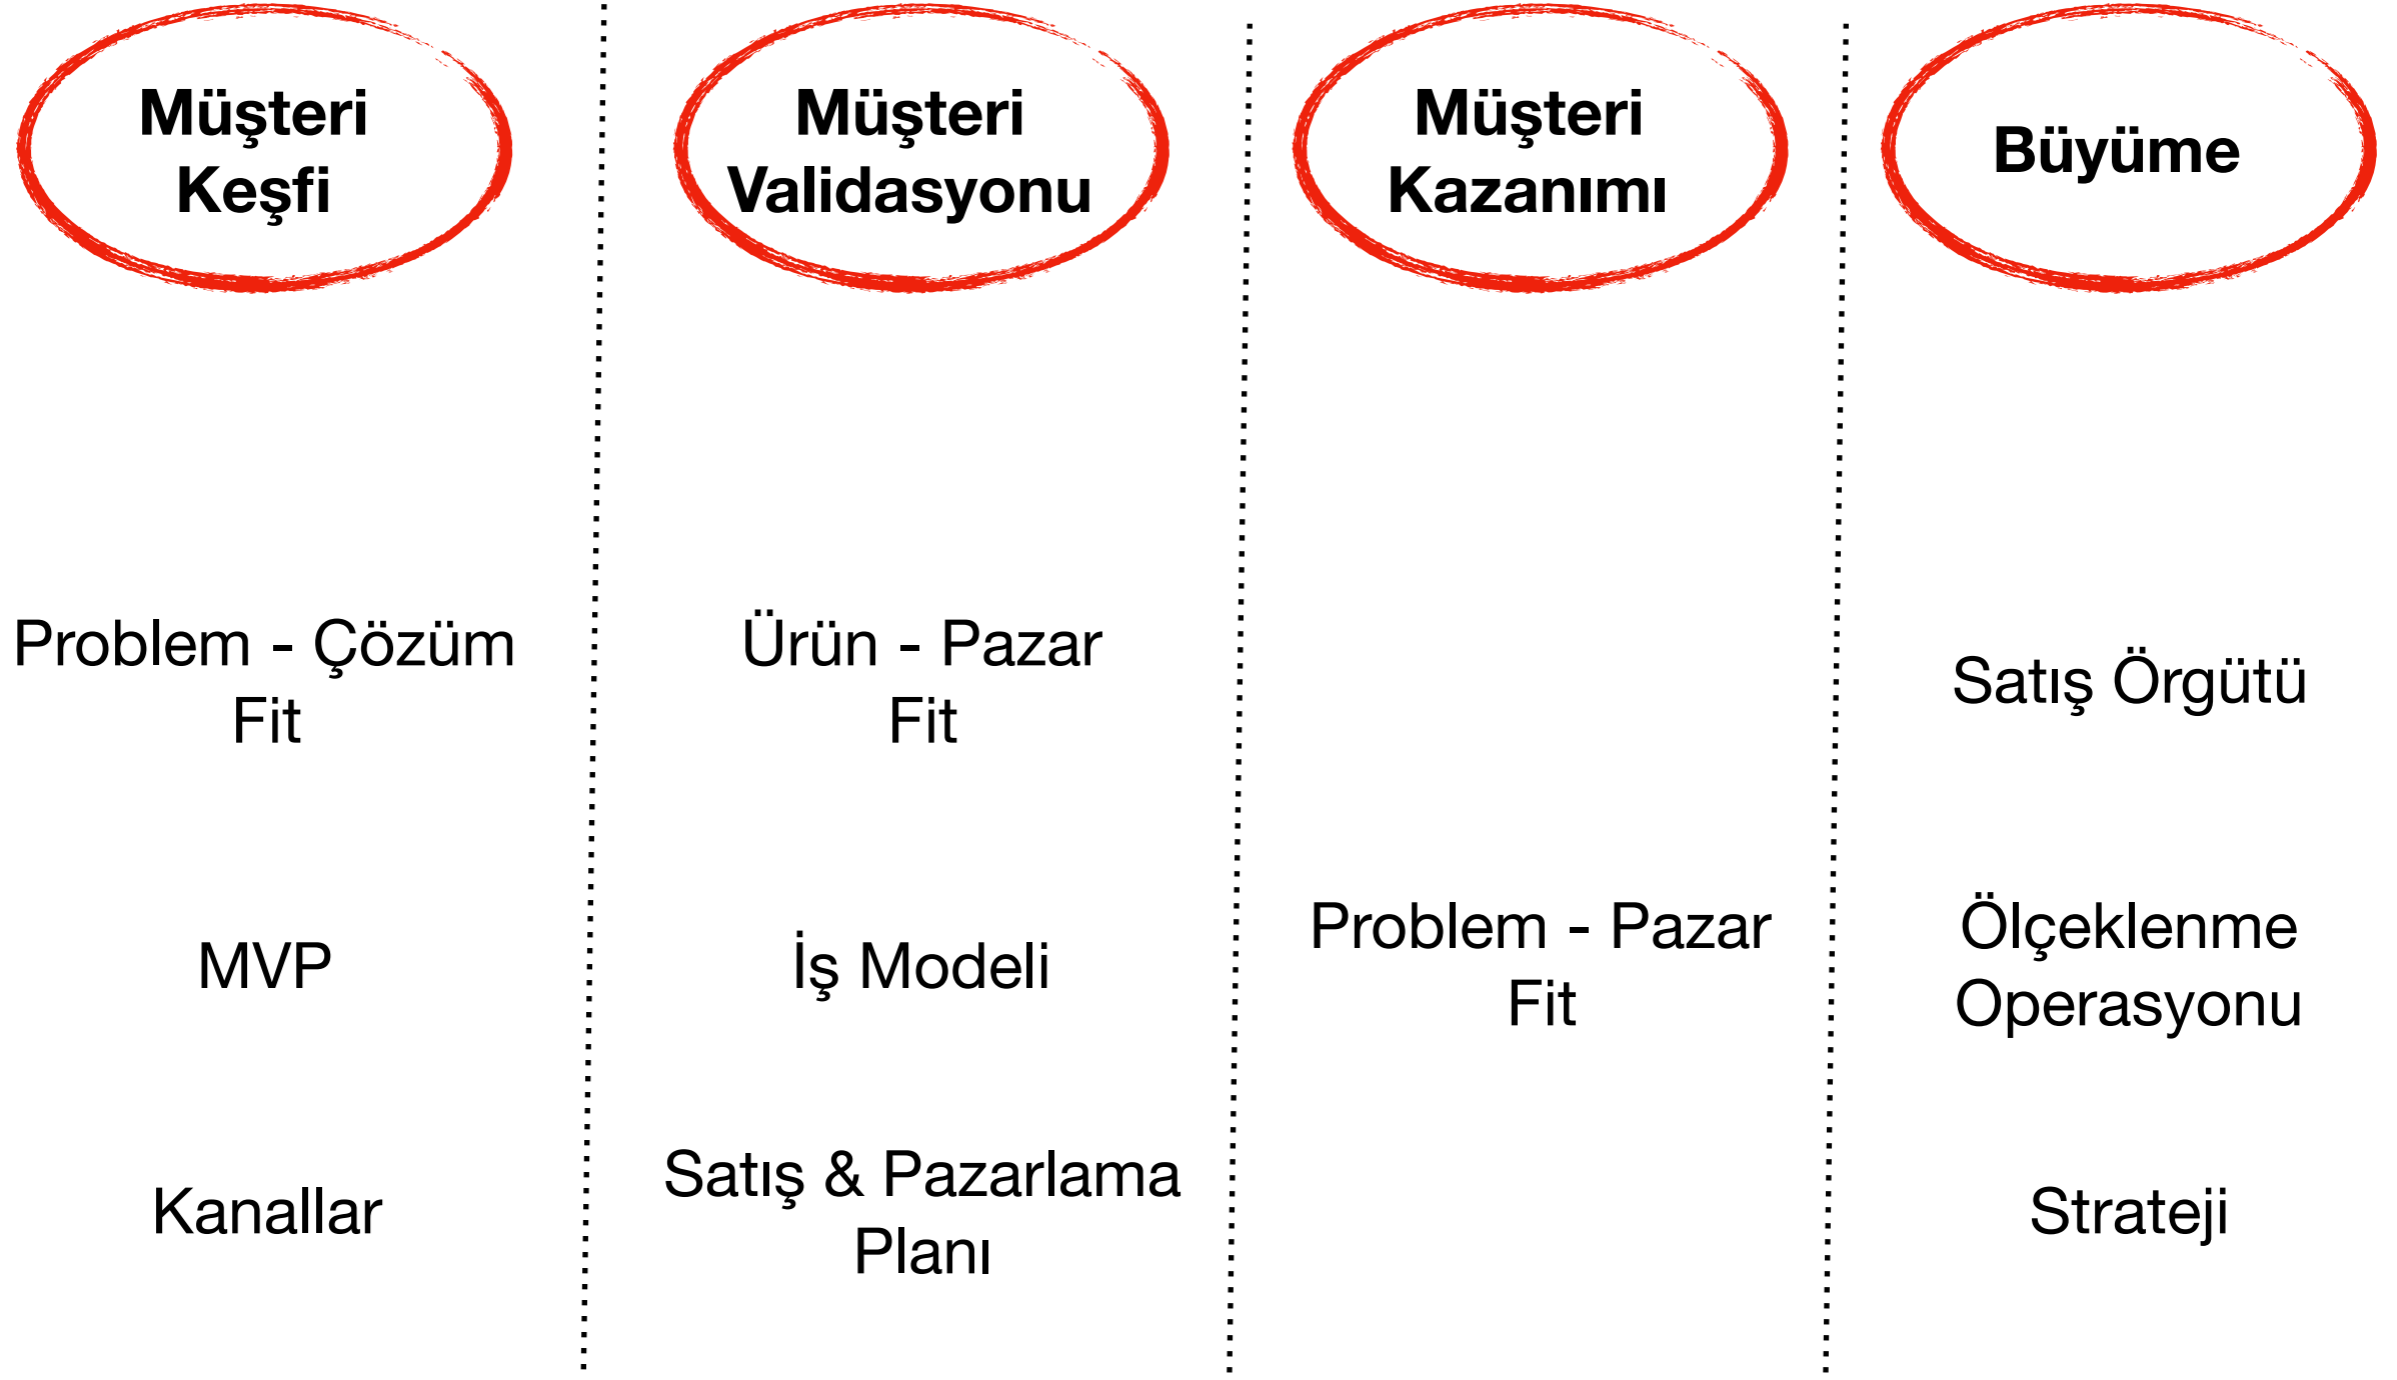 Müşteri
Keşfi
Müşteri
Validasyonu
Müşteri
Kazanımı
Büyüme
Problem - Çözüm
Fit
Ürün - Pazar
Fit
Satış Örgütü
MVP
İş Modeli
Problem - Pazar
Fit
Ölçeklenme
Operasyonu
Kanallar
Satış & Pazarlama
Planı
Strateji